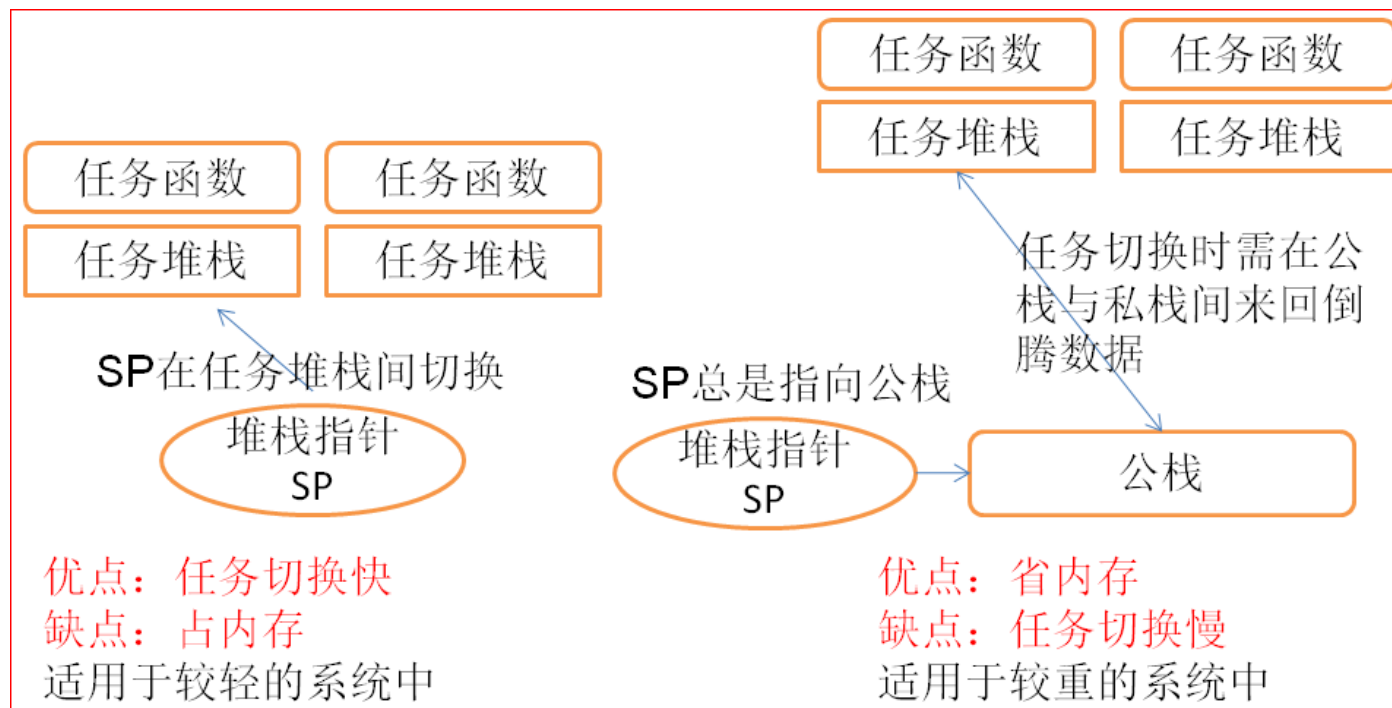 任务函数
任务函数
任务堆栈
任务堆栈
SP在任务堆栈间切换
堆栈指针
SP
优点：任务切换快
缺点：占内存
适用于较轻的系统中
任务函数
任务函数
任务堆栈
任务堆栈
任务切换时需在公
栈与私栈间来回倒
腾数据
SP总是指向公栈
堆栈指针
SP
公栈
优点：省内存
缺点：任务切换慢
适用于较重的系统中